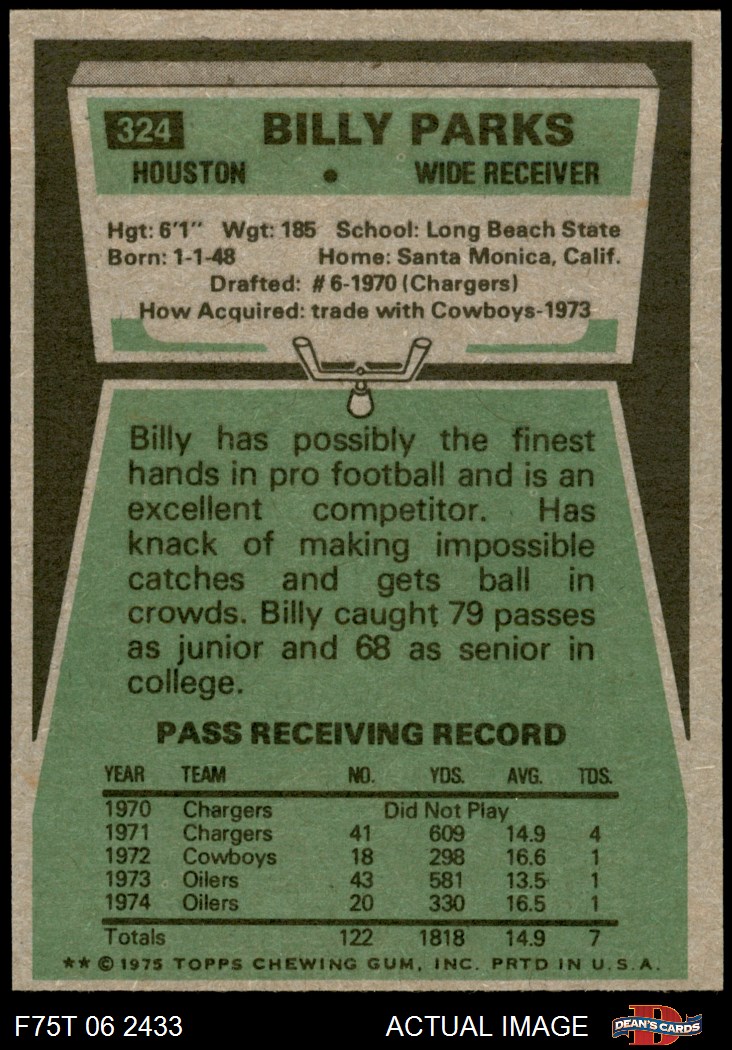 324 BILLY PARKS
HOUSTON • WIDE RECEIVER
Hgt: 6'1" Wgt: 185 School: Long Beach State
Born: 1-1-48 Home: Santa Monica, Calif.
Drafted: #6-1970 (Chargers)
How Acquired: trade with Cowboys-1973
Billy has possibly the finest
hands in pro football and is an
excellent competitor. Has
knack of making impossible
catches and gets ball in
crowds. Billy caught 79 passes
as junior and 68 as senior in
college.
PASS RECEIVING RECORD
YEAR TEAM NO. YDS. AVG. TDS.
1970 Chargers Did Not Play
1971 Chargers 41 609 14.9 4
1972 Cowboys 18 298 16.6 1
1973 Oilers 43 581 13.5 1
1974 Oilers 20 330 16.5 1
Totals 122 1818 14.9 7
** © 1975 TOPPS CHEWING GUM, INC. PRTD IN U.S.A.
F75T 06 2433 ACTUAL IMAGE D DEAN'S CARDS